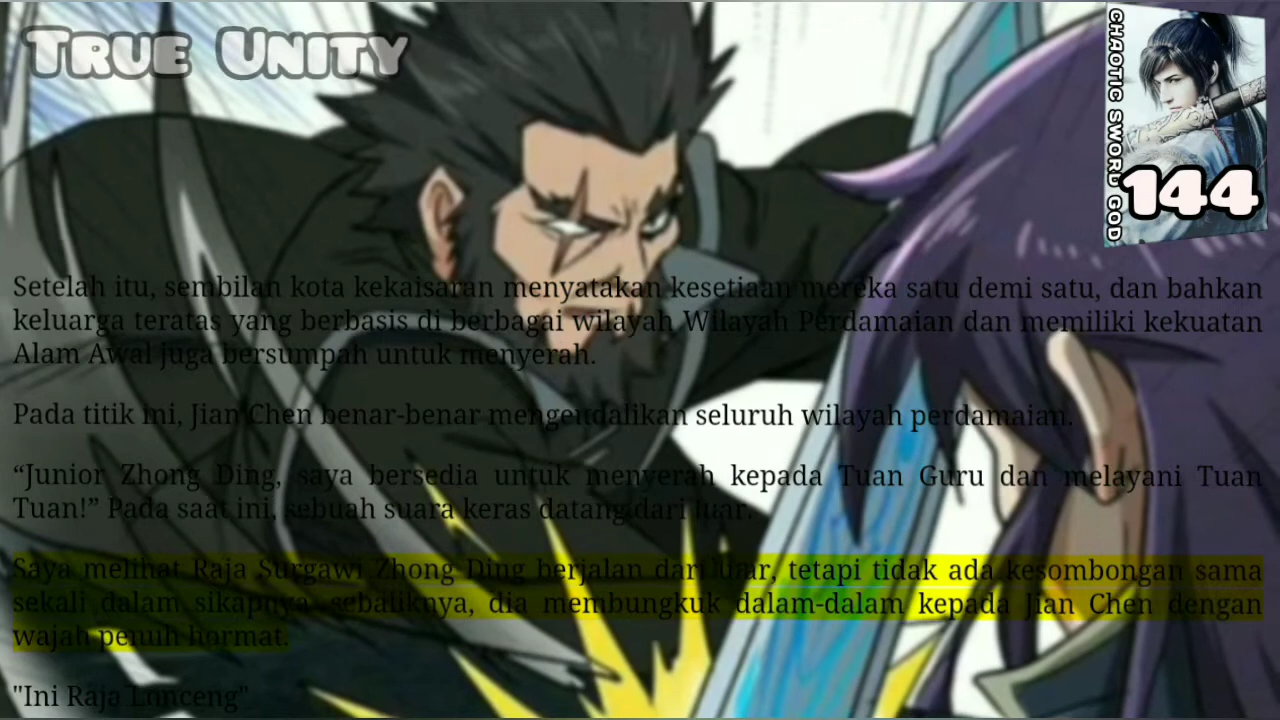 TRUE UNITY
CHAOTIC SWORD GOD
144
Setelah itu, sembilan kota kekaisaran menyatakan kesetiaan mereka satu demi satu, dan bahkan
keluarga teratas yang berbasis di berbagai wilayah Wilayah Perdamaian dan memiliki kekuatan
Alam Awal juga bersumpah untuk menyerah.
Pada titik ini, Jian Chen benar-benar mengendalikan seluruh wilayah perdamaian.
“Junior Zhong Ding, saya bersedia untuk menyerah kepada Tuan Guru dan melayani Tuan
Tuan!” Pada saat ini, sebuah suara keras datang dari luar.
Saya melihat Raja Surgawi Zhong Ding berjalan dari luar, tetapi tidak ada kesombongan sama
sekali dalam sikapnya, sebaliknya, dia membungkuk dalam-dalam kepada Jian Chen dengan
wajah penuh hormat.
"Ini Raja Lonceng"